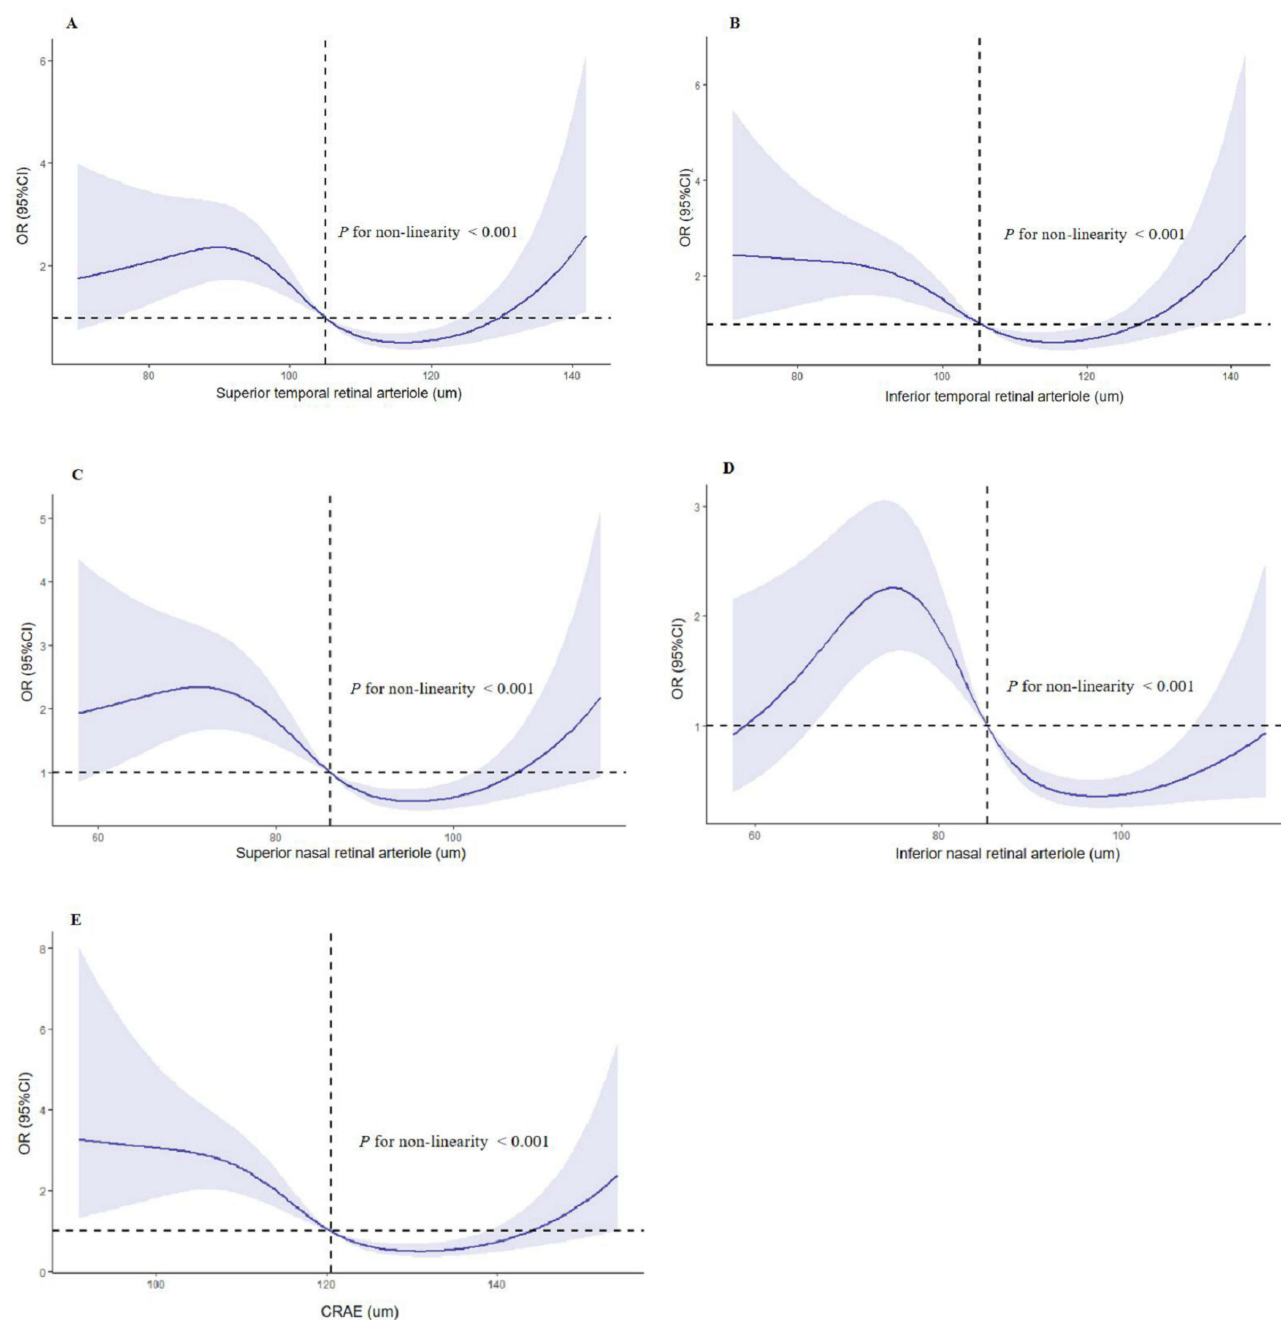 A
6
4
2
OR (95%CI)
P for non-linearity < 0.001
80 100 120 140
Superior temporal retinal arteriole (um)
B
6
4
2
OR (95%CI)
P for non-linearity < 0.001
80 100 120 140
Inferior temporal retinal arteriole (um)
C
5
4
3
2
1
OR (95%CI)
P for non-linearity < 0.001
60 80 100
Superior nasal retinal arteriole (um)
D
3
2
1
OR (95%CI)
P for non-linearity < 0.001
60 80 100
Inferior nasal retinal arteriole (um)
E
8
6
4
2
0
OR (95%CI)
P for non-linearity < 0.001
100 120 140
CRAE (um)